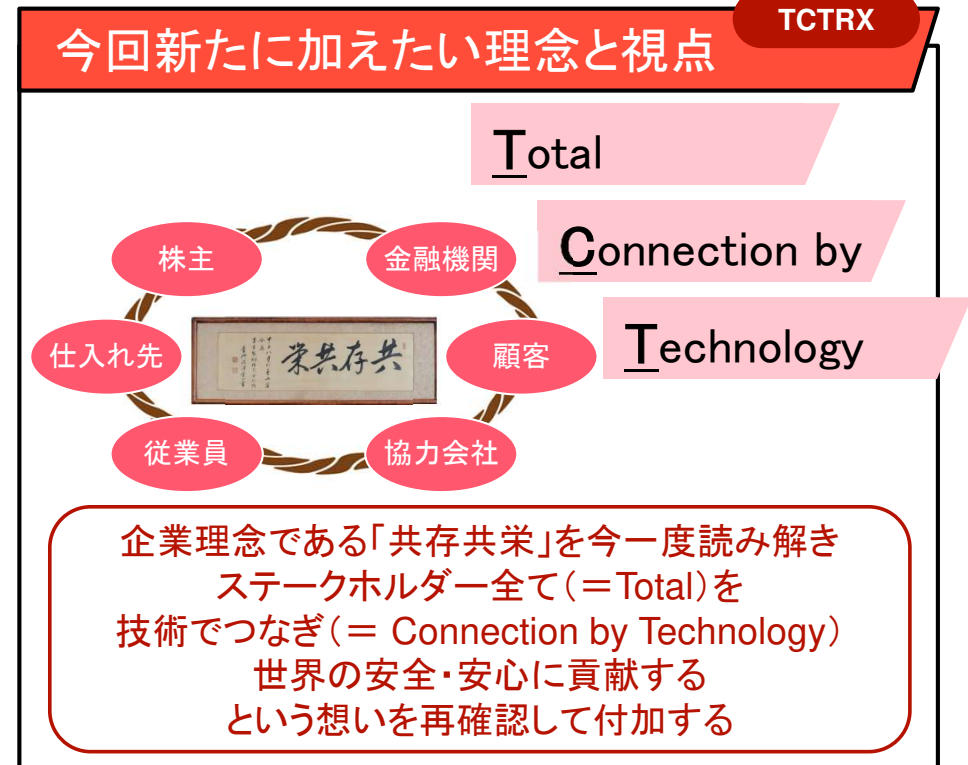 TCTRX
今回新たに加えたい理念と視点
Total
Connection by
Technology
株主
金融機関
仕入れ先
共存共栄
顧客
従業員
協力会社
企業理念である「共存共栄」を今一度読み解き
ステークホルダー全て(=Total)を
技術でつなぎ(= Connection by Technology)
世界の安全・安心に貢献する
という想いを再確認して付加する